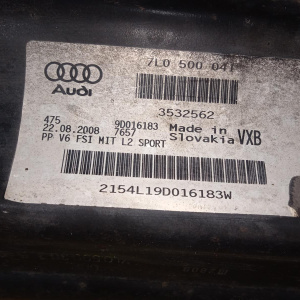 7L0 500 041
Audi
3532562
475 9D016183 Made in VXB
22.08.2008 7657 Slovakia
PP V6 FSI MIT L2 SPORT
2154L19D016183W